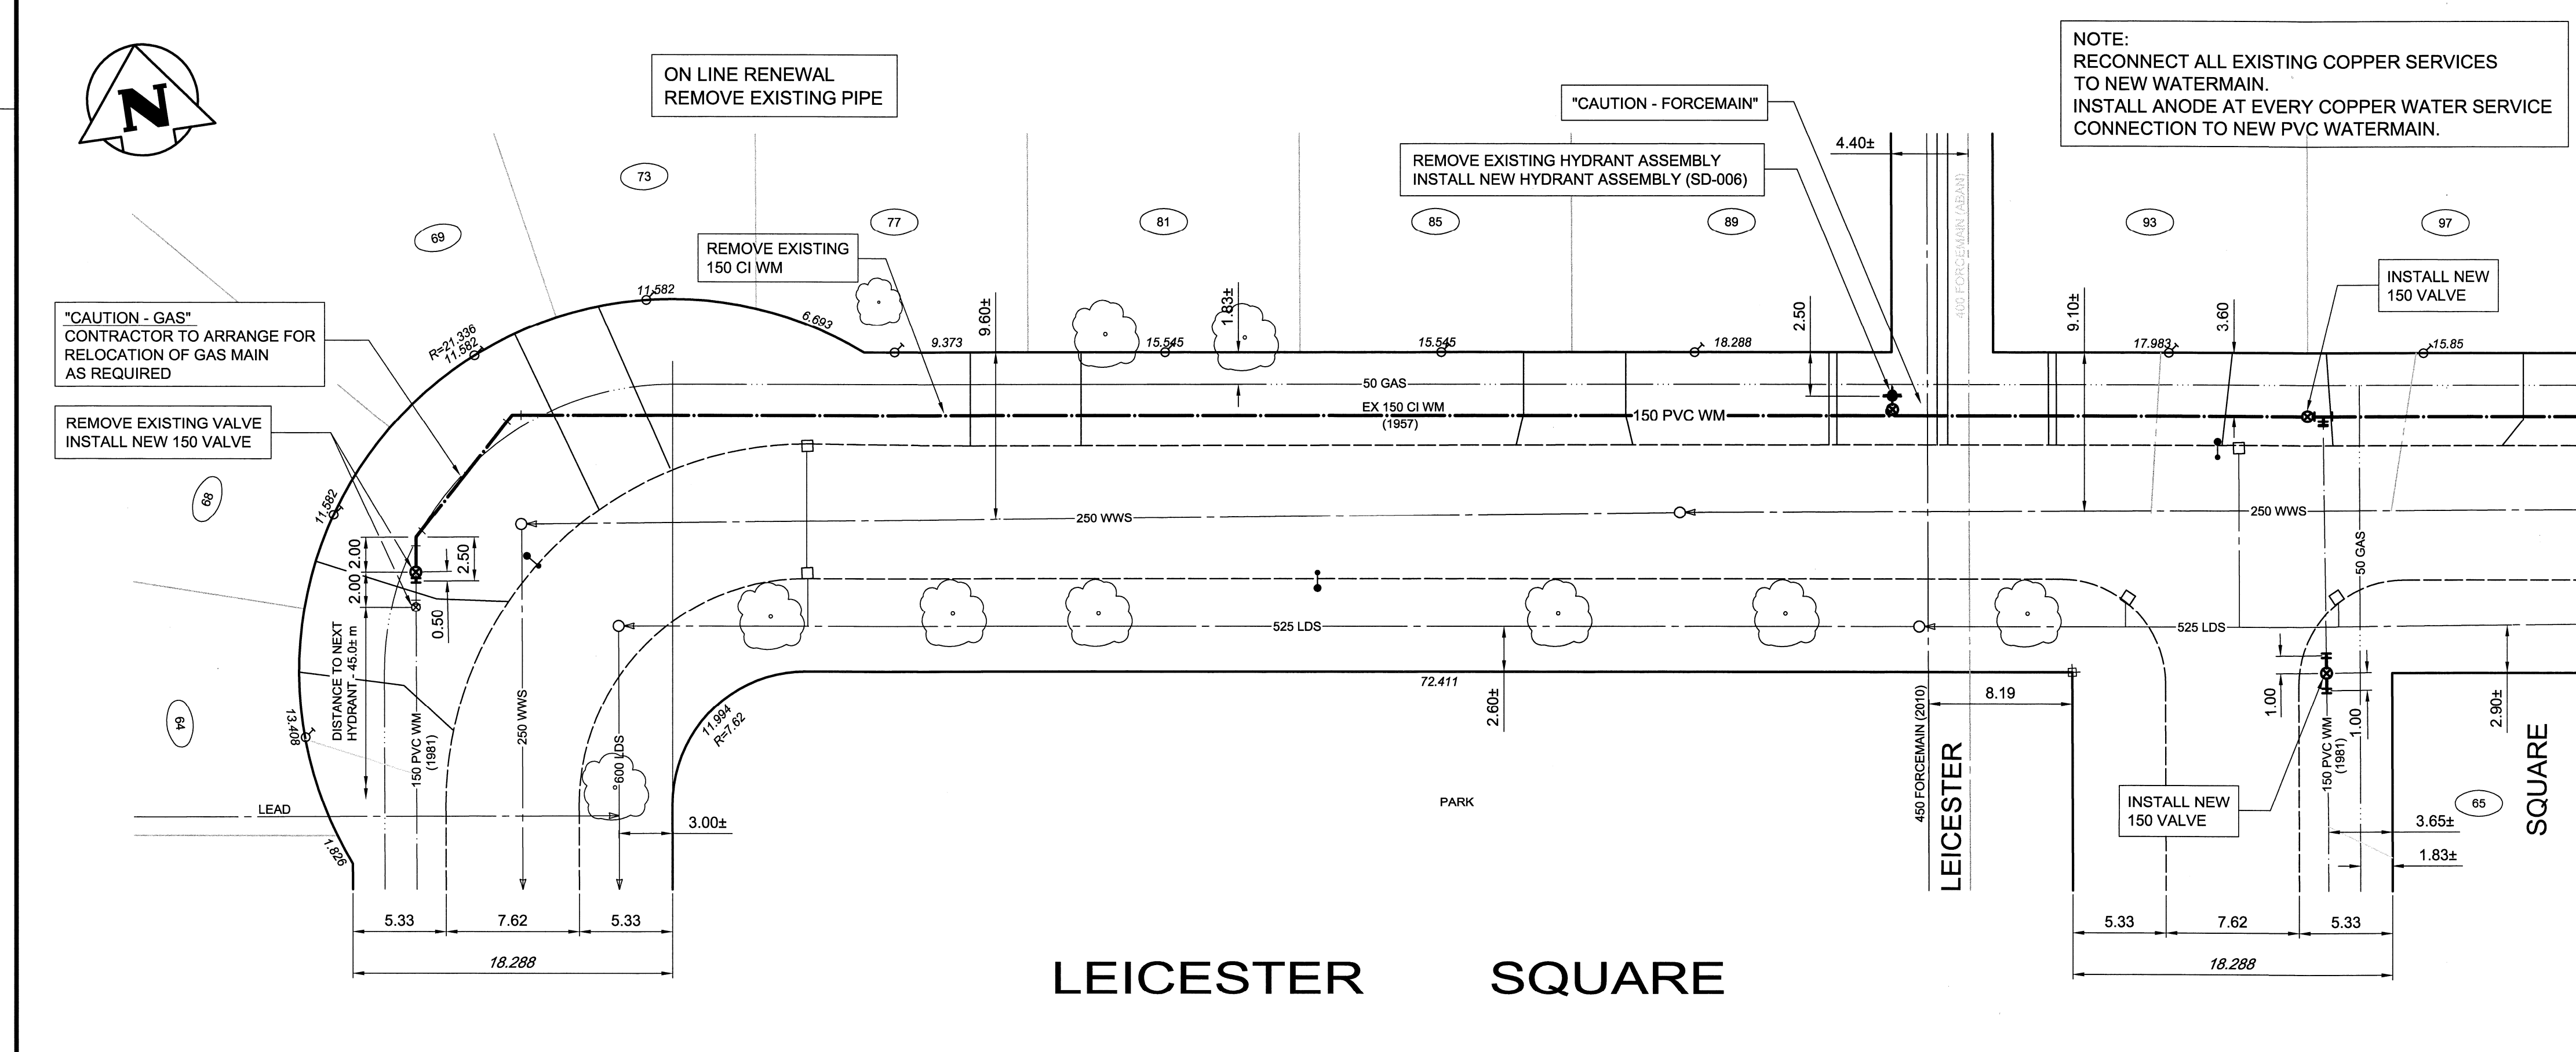 N
ON LINE RENEWAL
REMOVE EXISTING PIPE
"CAUTION - FORCEMAIN"
REMOVE EXISTING HYDRANT ASSEMBLY
INSTALL NEW HYDRANT ASSEMBLY (SD-006)
NOTE:
RECONNECT ALL EXISTING COPPER SERVICES
TO NEW WATERMAIN.
INSTALL ANODE AT EVERY COPPER WATER SERVICE
CONNECTION TO NEW PVC WATERMAIN.
4.40±
400 FORCEMAIN (ABAN)
73
69
77
81
85
89
93
97
REMOVE EXISTING
150 CI WM
INSTALL NEW
150 VALVE
"CAUTION - GAS"
CONTRACTOR TO ARRANGE FOR
RELOCATION OF GAS MAIN
AS REQUIRED
REMOVE EXISTING VALVE
INSTALL NEW 150 VALVE
R=21.336
11.582
11.582
6.693
9.373
9.60±
15.545
1.83±
15.545
18.288
2.50
17.983
9.10±
3.60
15.85
50 GAS
EX 150 CI WM
(1957)
150 PVC WM
68
11.582
250 WWS
250 WWS
2.00
2.00
2.50
0.50
50 GAS
525 LDS
525 LDS
DISTANCE TO NEXT
HYDRANT - 45.0± m
64
13.408
150 PVC WM
(1981)
250 WWS
600 LDS
11.994
R=7.62
72.411
2.60±
450 FORCEMAIN (2010)
8.19
LEICESTER
1.00
1.00
150 PVC WM
(1981)
2.90±
SQUARE
LEAD
1.826
3.00±
PARK
INSTALL NEW
150 VALVE
65
3.65±
1.83±
5.33
7.62
5.33
18.288
5.33
7.62
5.33
18.288
LEICESTER SQUARE